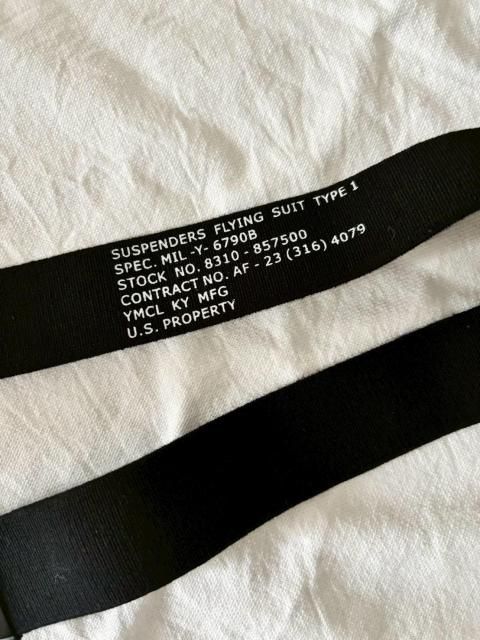 SUSPENDERS FLYING SUIT TYPE 1
SPEC. MIL -Y- 6790B
STOCK NO. 8310 - 857500
CONTRACT NO. AF - 23 (316) 4079
YMCL KY MFG
U.S. PROPERTY